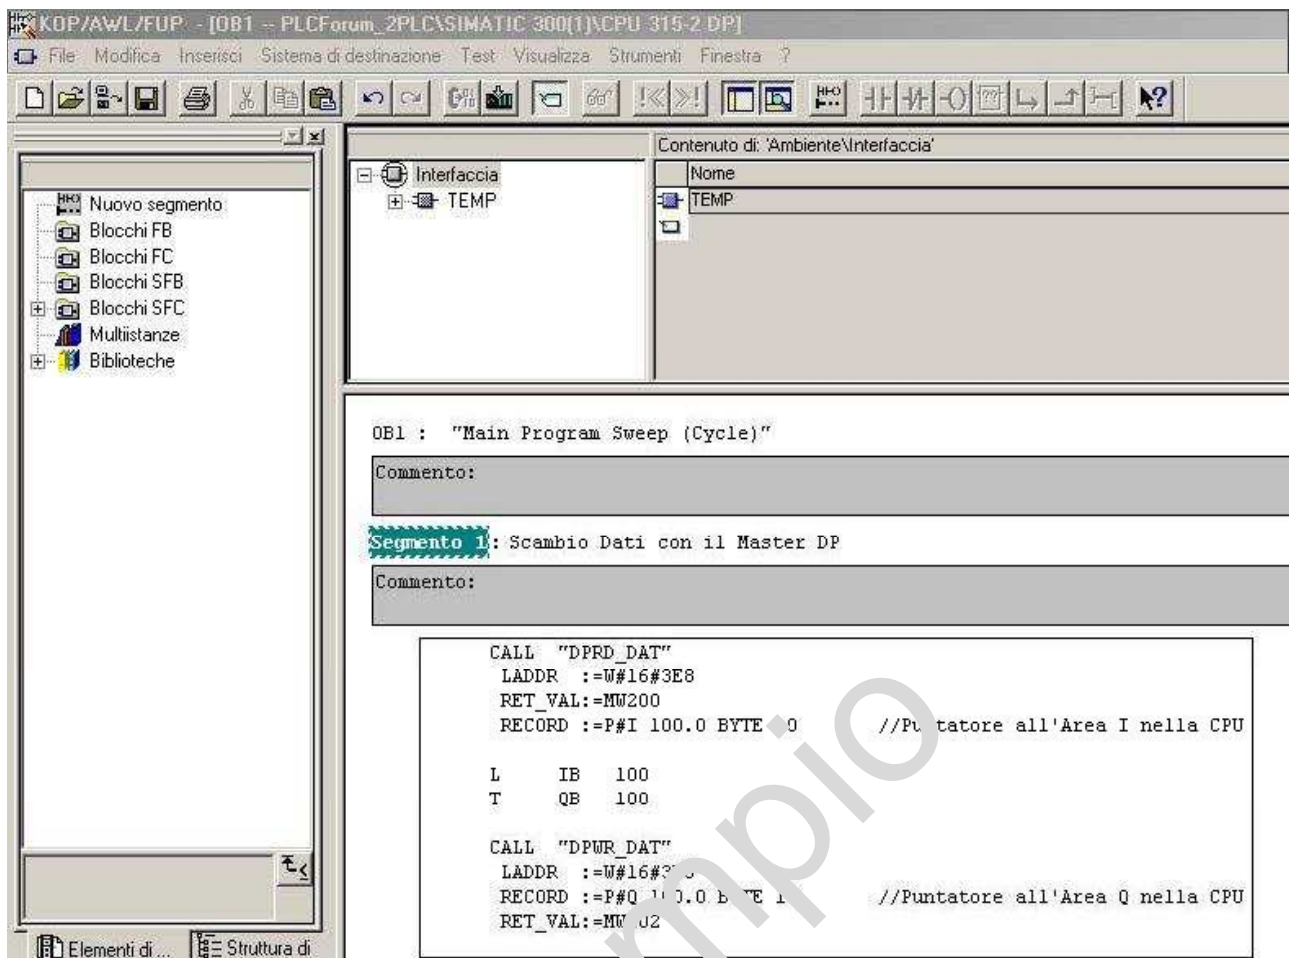 KOP/AWL/FUP - [OB1 -- PLCForum_2PLC\SIMATIC 300(1)\CPU 315-2 DP]
File Modifica Inserisci Sistema di destinazione Test Visualizza Strumenti Finestra ?
Nuovo segmento
Blocchi FB
Blocchi FC
Blocchi SFB
Blocchi SFC
Multiistanze
Biblioteche
Elementi di ... Struttura di
Interfaccia
TEMP
Contenuto di: 'Ambiente\Interfaccia'
Nome
TEMP
OB1 : "Main Program Sweep (Cycle)"
Commento:
Segmento 1: Scambio Dati con il Master DP
Commento:
CALL "DPRD_DAT"
LADDR :=W#16#3E8
RET_VAL:=MW200
RECORD :=P#I 100.0 BYTE //Puntatore all'Area I nella CPU
L IB 100
T QB 100
CALL "DPWR_DAT"
LADDR
RECORD //Puntatore all'Area Q nella CPU
RET_VAL